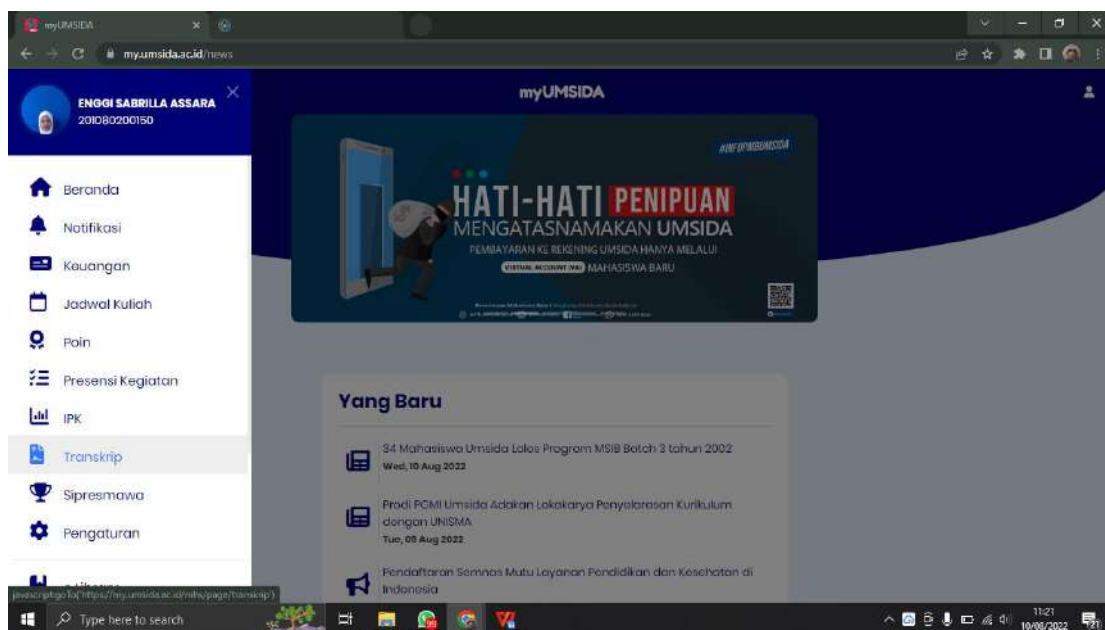 myUMSIDA
my.umsida.ac.id/news
ENGGI SABRILLA ASSARA
201080200150
Beranda
Notifikasi
Keuangan
Jadwal Kuliah
Poin
Presensi Kegiatan
IPK
Transkrip
Sipresmawa
Pengaturan
javascript:goTo('https://my.umsida.ac.id/mhs/page/transkrip')
myUMSIDA
#INFOPMBUMSIDA
HATI-HATI PENIPUAN
MENGATASNAMAKAN UMSIDA
PEMBAYARAN KE REKENING UMSIDA HANYA MELALUI
VIRTUAL ACCOUNT (VA) MAHASISWA BARU
Yang Baru
34 Mahasiswa Umsida Lolos Program MSIB Batch 3 tahun 2002
Wed, 10 Aug 2022
Prodi PGMI Umsida Adakan Lokakarya Penyelarasan Kurikulum
dengan UNISMA
Tue, 09 Aug 2022
Pendaftaran Semnas Mutu Layanan Pendidikan dan Kesehatan di
Indonesia
Type here to search
11:21
10/08/2022